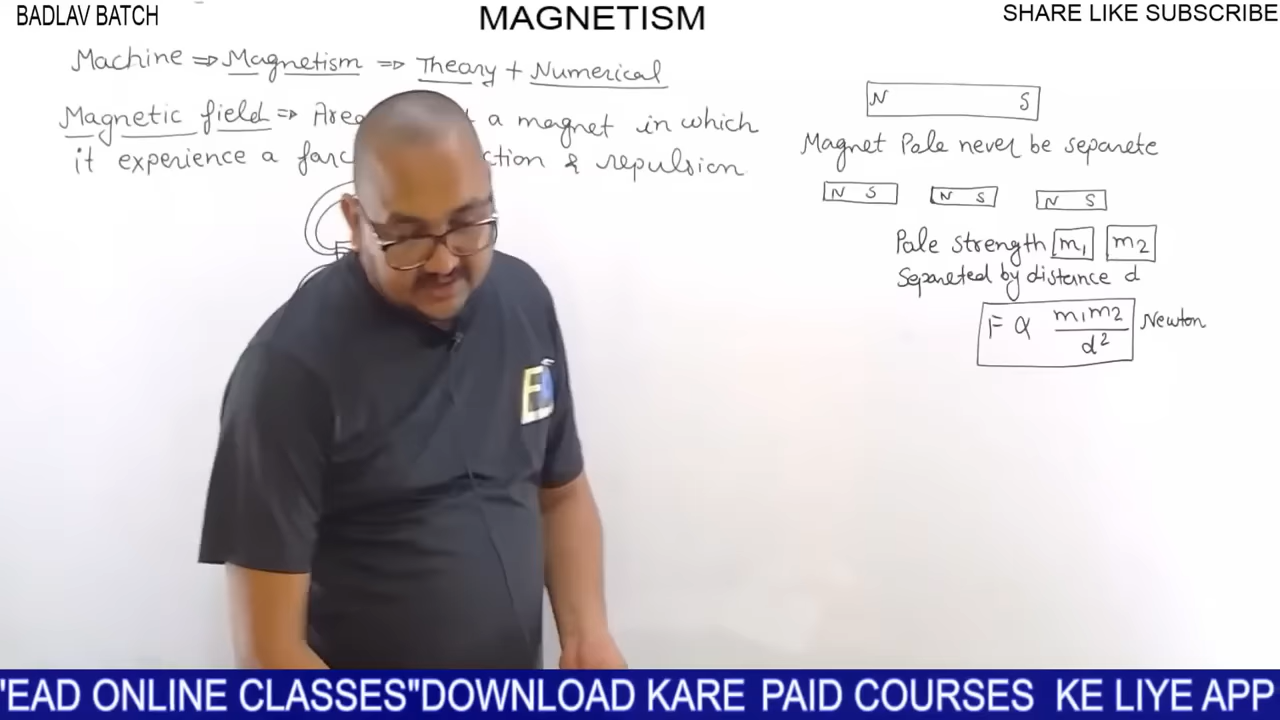 BADLAV BATCH
MAGNETISM
SHARE LIKE SUBSCRIBE
Machine ⇒ Magnetism ⇒ Theory + Numerical
Magnetic field ⇒ Area a magnet in which
it experience a & repulsion
N S
Magnet Pole never be separete
N S N S N S
Pole strength m1 m2
Separeted by distance d
F ∝ m1m2/d² Newton
"EAD ONLINE CLASSES"DOWNLOAD KARE PAID COURSES KE LIYE APP